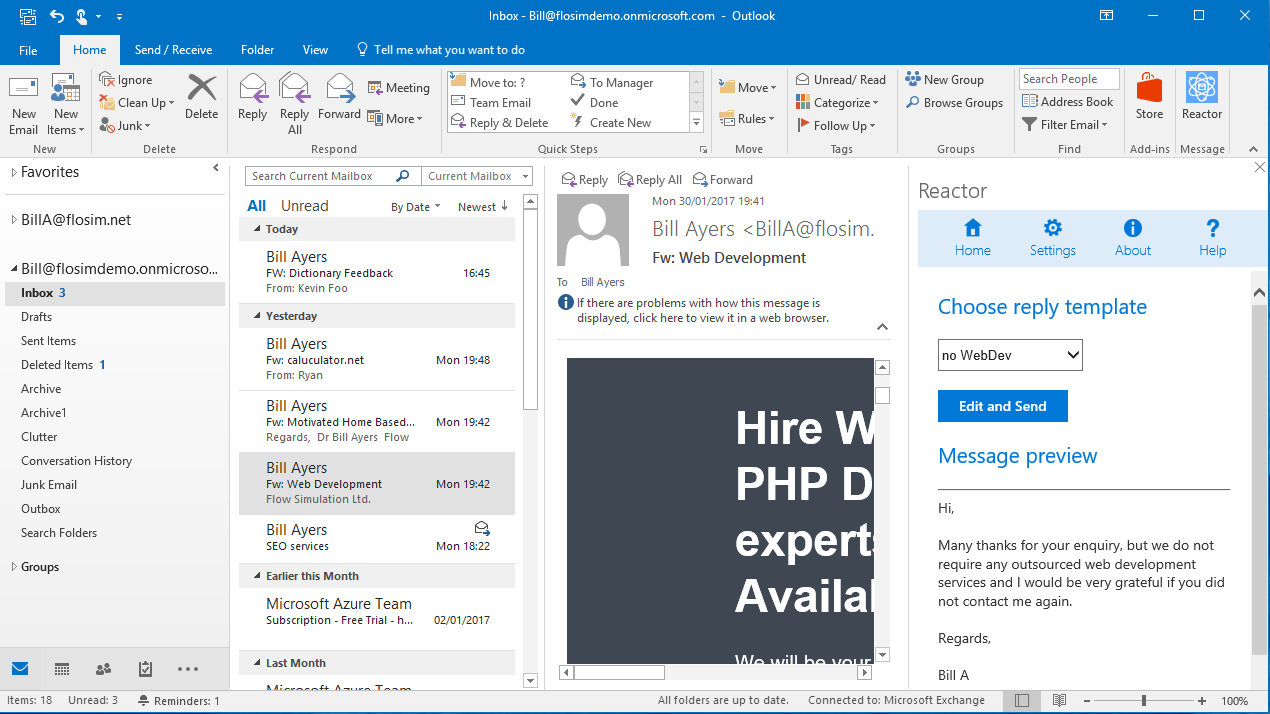 Inbox - Bill@flosimdemo.onmicrosoft.com - Outlook
File Home Send / Receive Folder View Tell me what you want to do
New Email
New Items
New
Ignore
Clean Up
Junk
Delete
Delete
Reply
Reply All
Forward
Meeting
More
Respond
Move to: ?
Team Email
Reply & Delete
To Manager
Done
Create New
Quick Steps
Move
Rules
Move
Unread/ Read
Categorize
Follow Up
Tags
New Group
Browse Groups
Groups
Search People
Address Book
Filter Email
Find
Store
Add-ins
Reactor
Message
Favorites
BillA@flosim.net
Bill@flosimdemo.onmicroso...
Inbox 3
Drafts
Sent Items
Deleted Items 1
Archive
Archive1
Clutter
Conversation History
Junk Email
Outbox
Search Folders
Groups
Search Current Mailbox Current Mailbox
All Unread By Date Newest
Today
Bill Ayers
FW: Dictionary Feedback 16:45
From: Kevin Foo
Yesterday
Bill Ayers
Fw: caluculator.net Mon 19:48
From: Ryan
Bill Ayers
Fw: Motivated Home Based... Mon 19:42
Regards, Dr Bill Ayers Flow
Bill Ayers
Fw: Web Development Mon 19:42
Flow Simulation Ltd.
Bill Ayers
SEO services Mon 18:22
Earlier this Month
Microsoft Azure Team
Subscription - Free Trial - h... 02/01/2017
Last Month
Microsoft Azure Team
Reply Reply All Forward
Mon 30/01/2017 19:41
Bill Ayers <BillA@flosim.
Fw: Web Development
To Bill Ayers
If there are problems with how this message is
displayed, click here to view it in a web browser.
Hire W
PHP D
experts
Availal
We will be your
Reactor
Home Settings About Help
Choose reply template
no WebDev
Edit and Send
Message preview
Hi,
Many thanks for your enquiry, but we do not
require any outsourced web development
services and I would be very grateful if you did
not contact me again.
Regards,
Bill A
Items: 18 Unread: 3 Reminders: 1 All folders are up to date. Connected to: Microsoft Exchange 100%